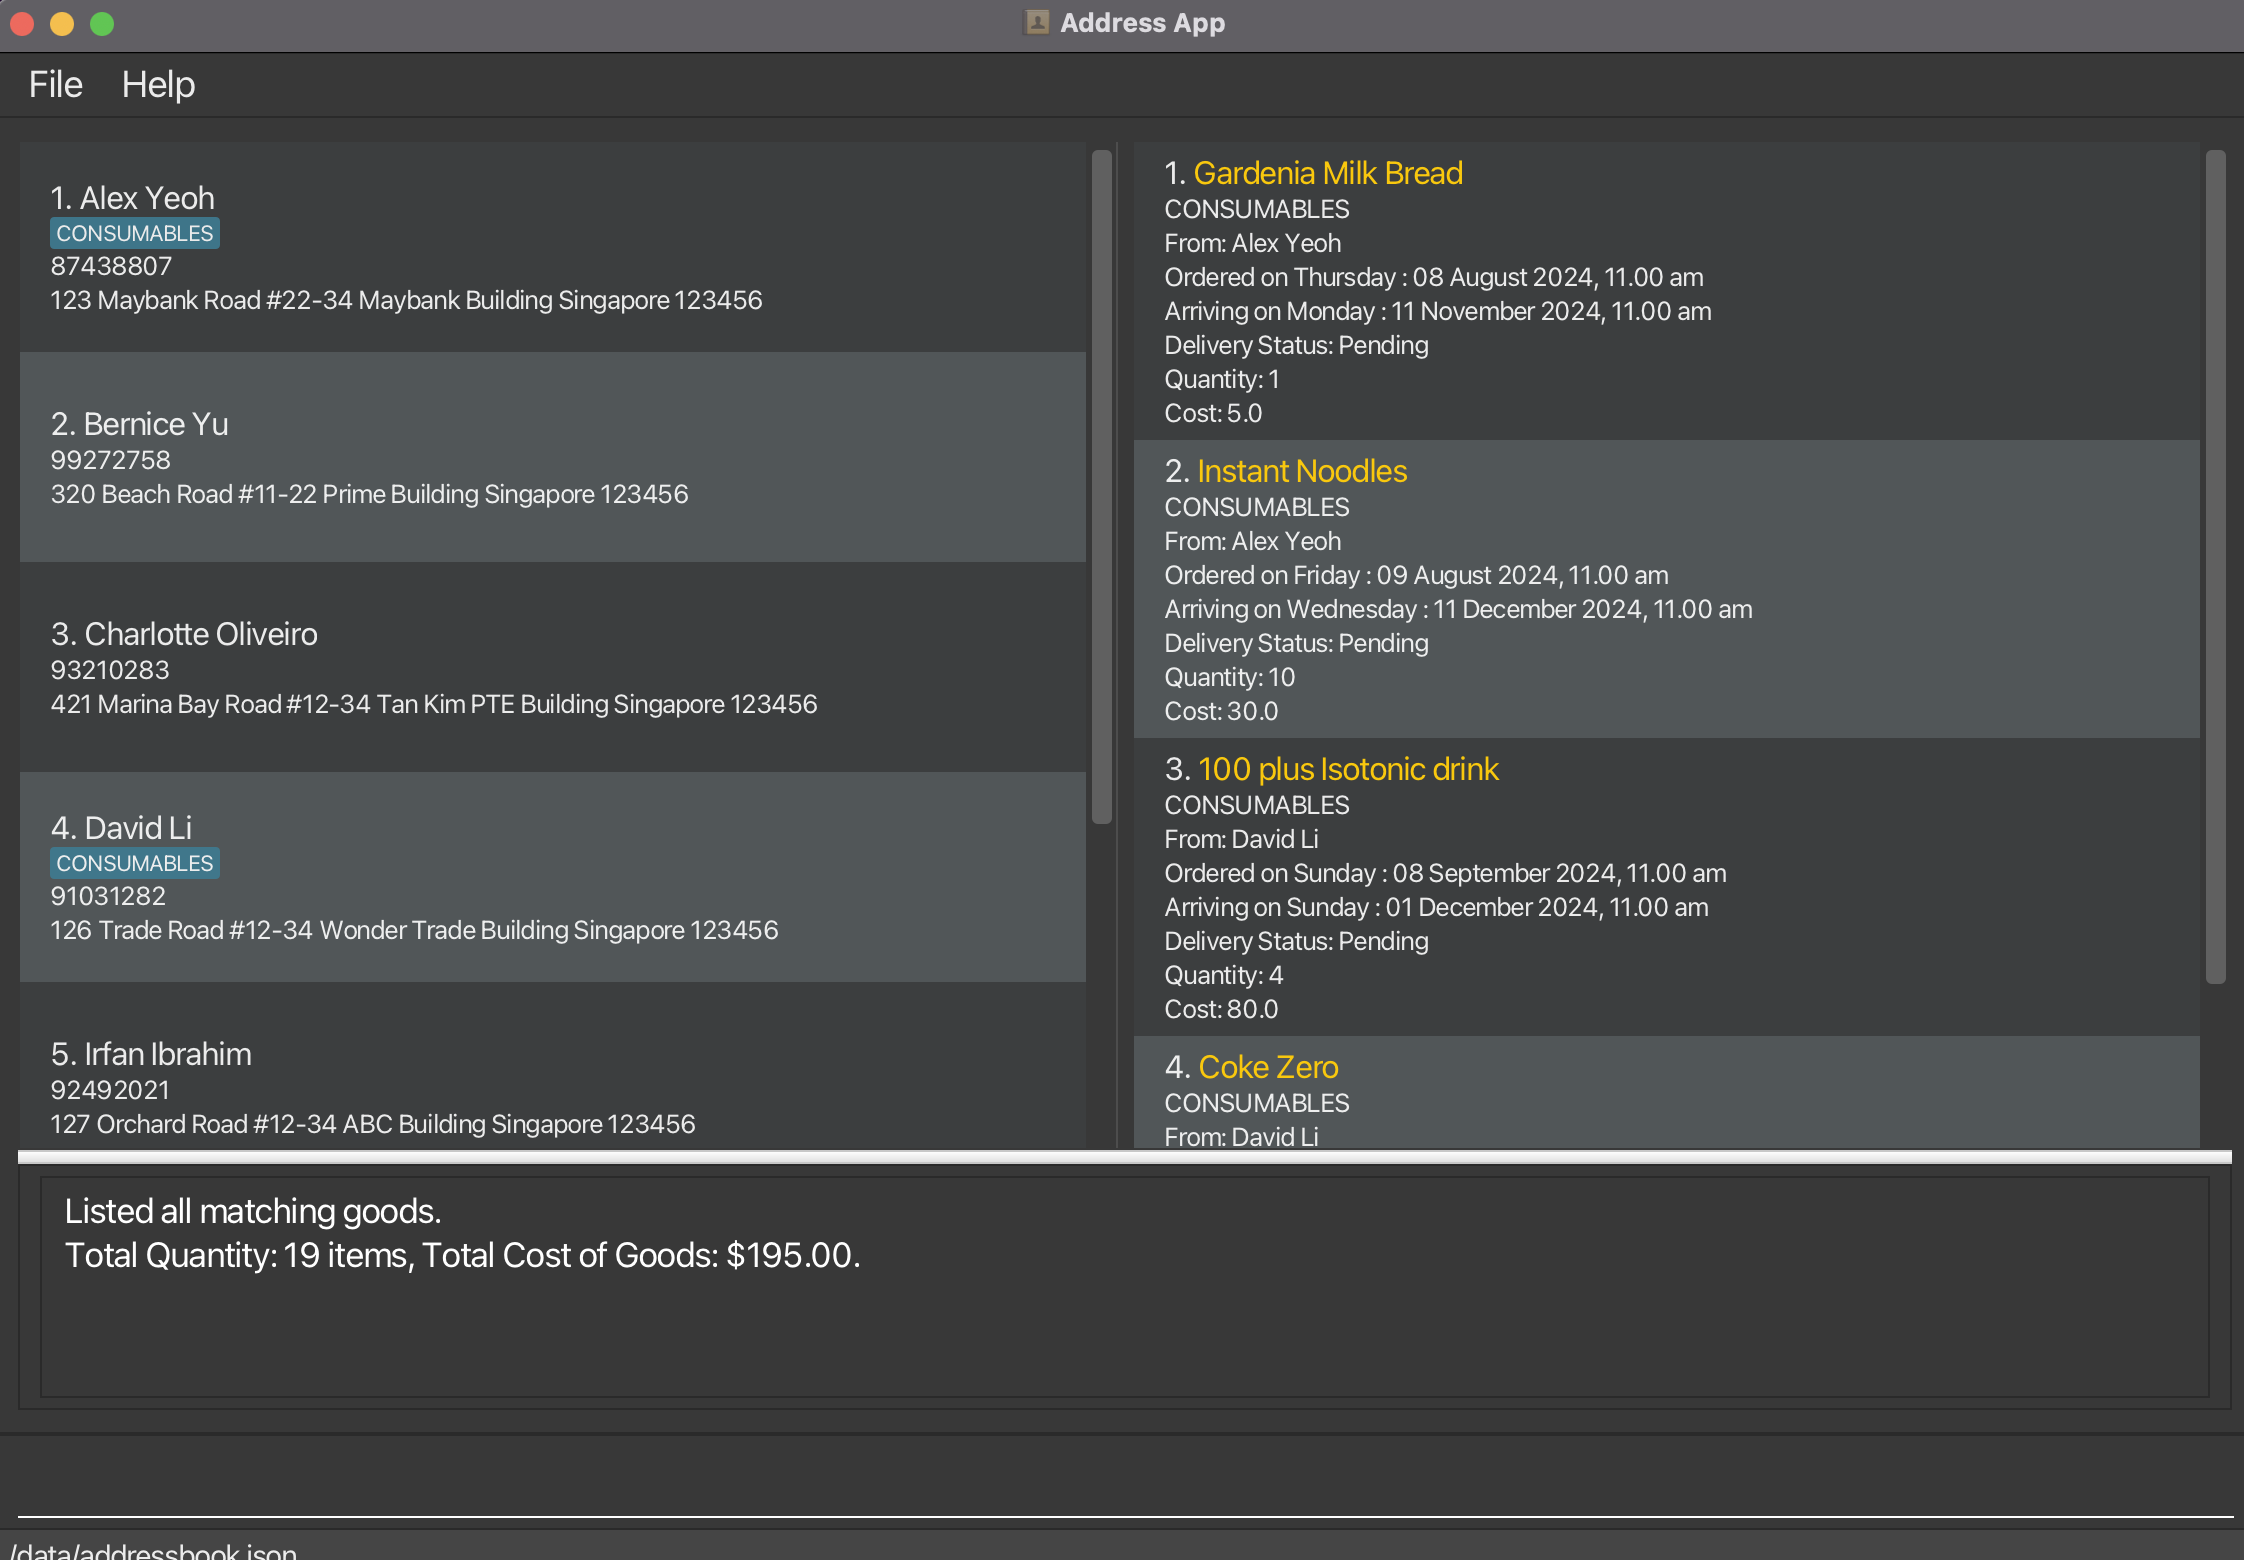 Address App
File Help
1. Alex Yeoh
CONSUMABLES
87438807
123 Maybank Road #22-34 Maybank Building Singapore 123456
2. Bernice Yu
99272758
320 Beach Road #11-22 Prime Building Singapore 123456
3. Charlotte Oliveiro
93210283
421 Marina Bay Road #12-34 Tan Kim PTE Building Singapore 123456
4. David Li
CONSUMABLES
91031282
126 Trade Road #12-34 Wonder Trade Building Singapore 123456
5. Irfan Ibrahim
92492021
127 Orchard Road #12-34 ABC Building Singapore 123456
1. Gardenia Milk Bread
CONSUMABLES
From: Alex Yeoh
Ordered on Thursday : 08 August 2024, 11.00 am
Arriving on Monday : 11 November 2024, 11.00 am
Delivery Status: Pending
Quantity: 1
Cost: 5.0
2. Instant Noodles
CONSUMABLES
From: Alex Yeoh
Ordered on Friday : 09 August 2024, 11.00 am
Arriving on Wednesday : 11 December 2024, 11.00 am
Delivery Status: Pending
Quantity: 10
Cost: 30.0
3. 100 plus Isotonic drink
CONSUMABLES
From: David Li
Ordered on Sunday : 08 September 2024, 11.00 am
Arriving on Sunday : 01 December 2024, 11.00 am
Delivery Status: Pending
Quantity: 4
Cost: 80.0
4. Coke Zero
CONSUMABLES
From: David Li
Listed all matching goods.
Total Quantity: 19 items, Total Cost of Goods: $195.00.
/data/addressbook.json